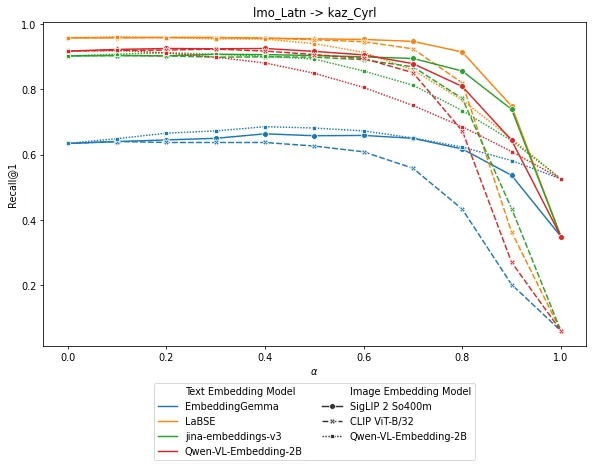 lmo_Latn -> kaz_Cyrl
Recall@1
1.0
0.8
0.6
0.4
0.2
0.0 0.2 0.4 0.6 0.8 1.0
α
Text Embedding Model Image Embedding Model
EmbeddingGemma SigLIP 2 So400m
LaBSE CLIP ViT-B/32
jina-embeddings-v3 Qwen-VL-Embedding-2B
Qwen-VL-Embedding-2B